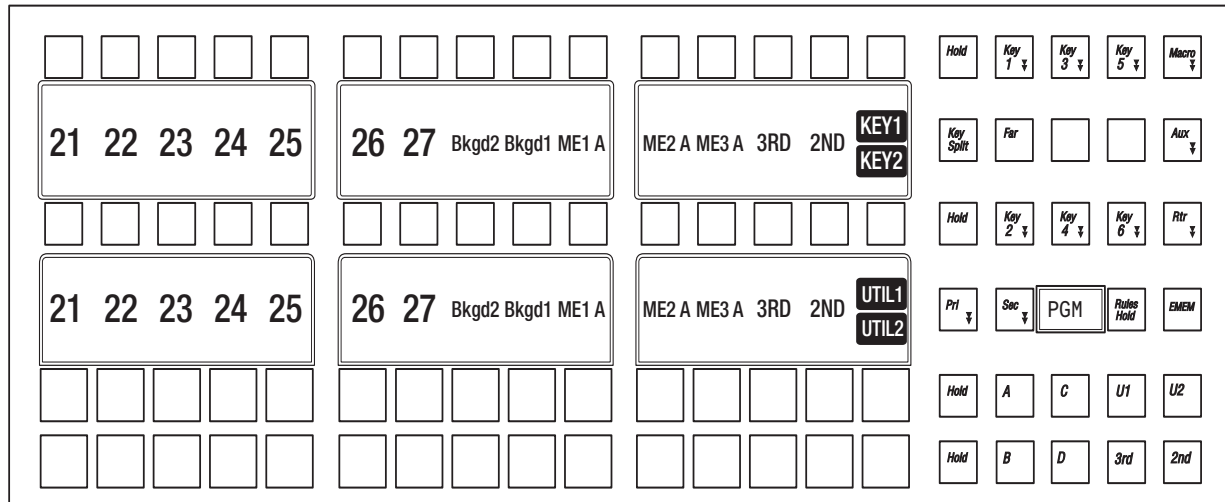 Hold Key 1 Key 3 Key 5 Macro
21 22 23 24 25 26 27 Bkgd2 Bkgd1 ME1 A ME2 A ME3 A 3RD 2ND KEY1 KEY2
Key Split Far Aux
Hold Key 2 Key 4 Key 6 Rtr
21 22 23 24 25 26 27 Bkgd2 Bkgd1 ME1 A ME2 A ME3 A 3RD 2ND UTIL1 UTIL2
Pri Sec PGM Rules Hold EMEM
Hold A C U1 U2
Hold B D 3rd 2nd